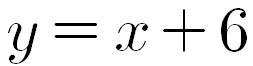 y = x + 6